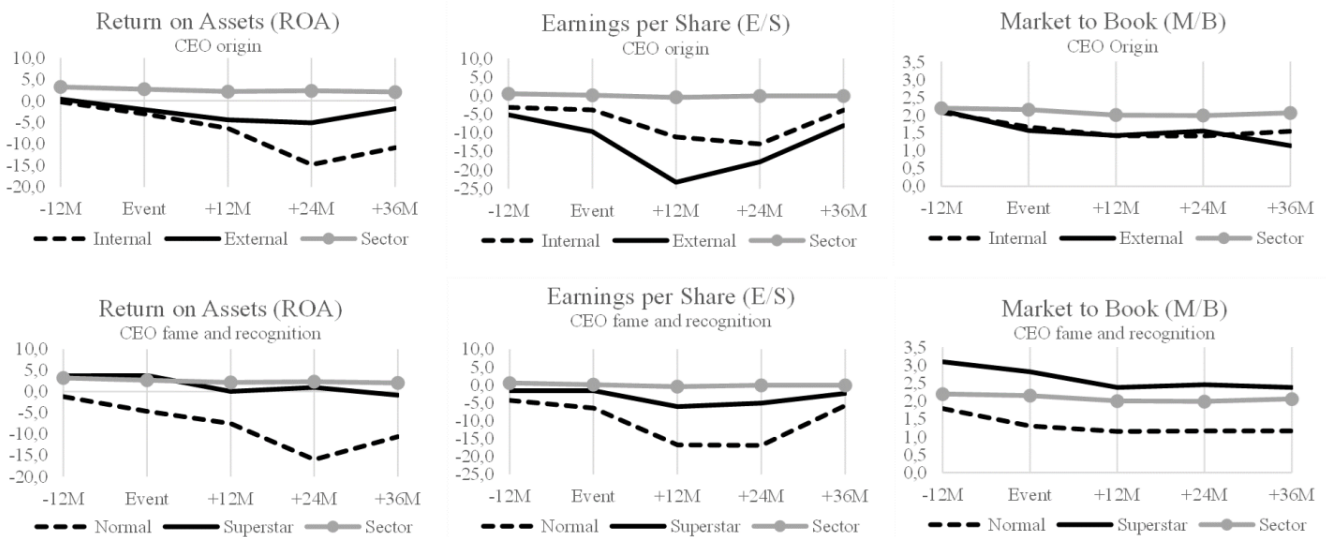 Return on Assets (ROA)
CEO origin
10,0
5,0
0,0
-5,0
-10,0
-15,0
-20,0
-12M Event +12M +24M +36M
Internal External Sector
Earnings per Share (E/S)
CEO origin
10,0
5,0
0,0
-5,0
-10,0
-15,0
-20,0
-25,0
-12M Event +12M +24M +36M
Internal External Sector
Market to Book (M/B)
CEO Origin
3,5
3,0
2,5
2,0
1,5
1,0
0,5
0,0
-12M Event +12M +24M +36M
Internal External Sector
Return on Assets (ROA)
CEO fame and recognition
10,0
5,0
0,0
-5,0
-10,0
-15,0
-20,0
-12M Event +12M +24M +36M
Normal Superstar Sector
Earnings per Share (E/S)
CEO fame and recognition
10,0
5,0
0,0
-5,0
-10,0
-15,0
-20,0
-25,0
-12M Event +12M +24M +36M
Normal Superstar Sector
Market to Book (M/B)
CEO fame and recognition
3,5
3,0
2,5
2,0
1,5
1,0
0,5
0,0
-12M Event +12M +24M +36M
Normal Superstar Sector